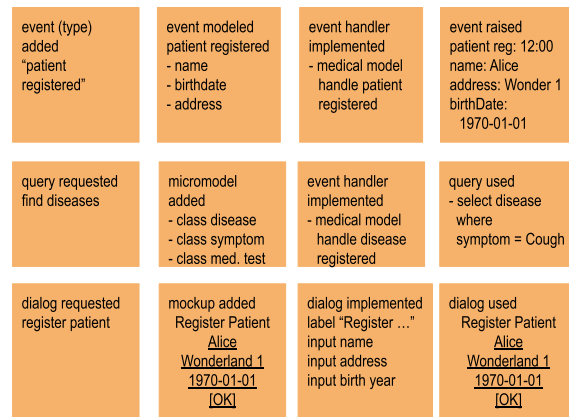 event (type)
added
“patient
registered”
event modeled
patient registered
- name
- birthdate
- address
event handler
implemented
- medical model
handle patient
registered
event raised
patient reg: 12:00
name: Alice
address: Wonder 1
birthDate:
1970-01-01
query requested
find diseases
micromodel
added
- class disease
- class symptom
- class med. test
event handler
implemented
- medical model
handle disease
registered
query used
- select disease
where
symptom = Cough
dialog requested
register patient
mockup added
Register Patient
Alice
Wonderland 1
1970-01-01
[OK]
dialog implemented
label “Register ...”
input name
input address
input birth year
dialog used
Register Patient
Alice
Wonderland 1
1970-01-01
[OK]